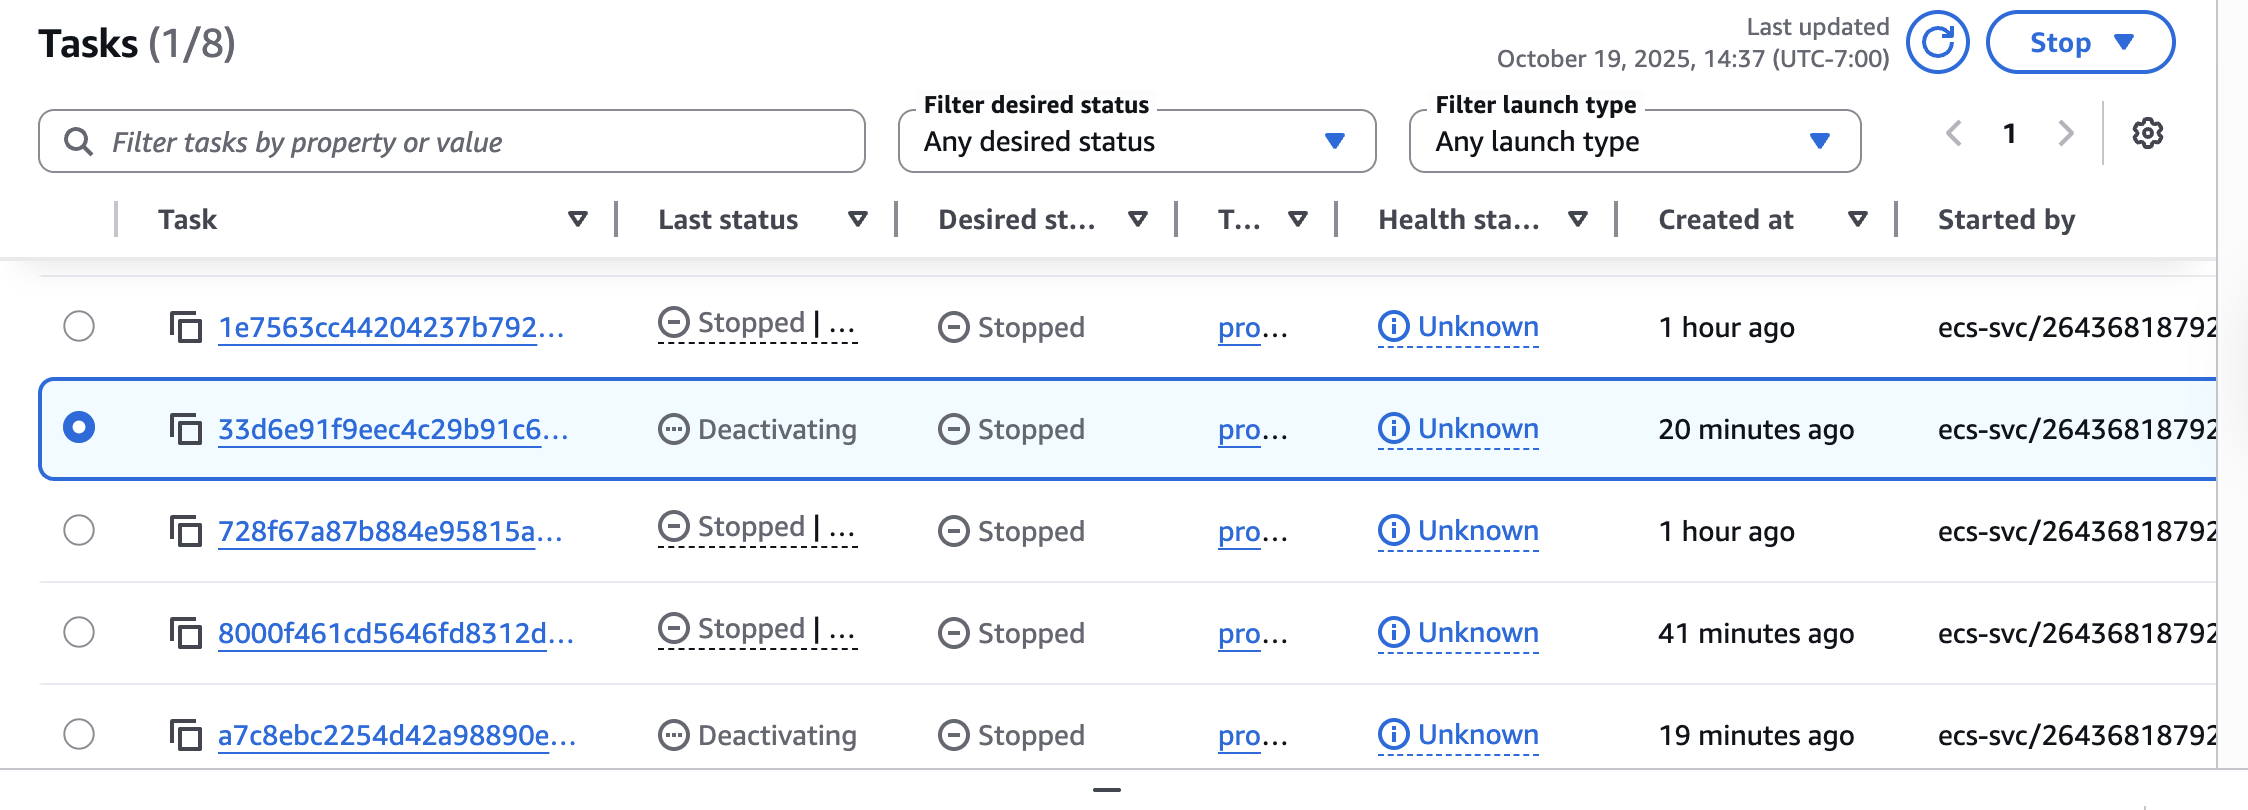 Tasks (1/8)
Last updated
October 19, 2025, 14:37 (UTC-7:00)
Stop
Filter tasks by property or value
Filter desired status
Any desired status
Filter launch type
Any launch type
1
Task Last status Desired st... T... Health sta... Created at Started by
1e7563cc44204237b792... Stopped | ... Stopped pro... Unknown 1 hour ago ecs-svc/26436818792
33d6e91f9eec4c29b91c6... Deactivating Stopped pro... Unknown 20 minutes ago ecs-svc/26436818792
728f67a87b884e95815a... Stopped | ... Stopped pro... Unknown 1 hour ago ecs-svc/26436818792
8000f461cd5646fd8312d... Stopped | ... Stopped pro... Unknown 41 minutes ago ecs-svc/26436818792
a7c8ebc2254d42a98890e... Deactivating Stopped pro... Unknown 19 minutes ago ecs-svc/26436818792